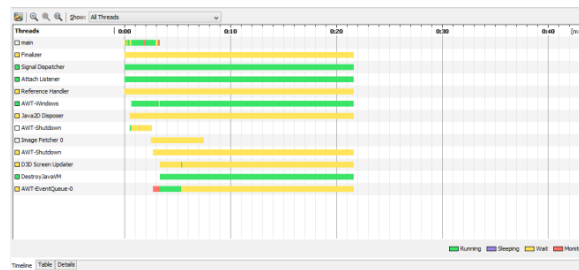 Show: All Threads
Threads 0:00 0:10 0:20 0:30 0:40
main
Finalizer
Signal Dispatcher
Attach Listener
Reference Handler
AWT-Windows
Java2D Disposer
AWT-Shutdown
Image Fetcher 0
AWT-Shutdown
D3D Screen Updater
DestroyJavaVM
AWT-EventQueue-0
Running Sleeping Wait
Timeline Table Details